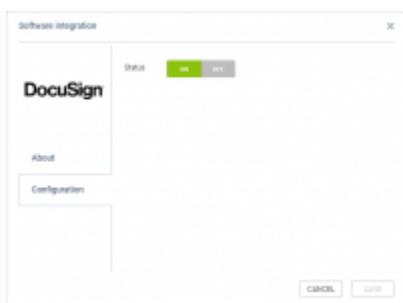 Software integration
×
Status
ON OFF
DocuSign
About
Configuration
CANCEL SAVE